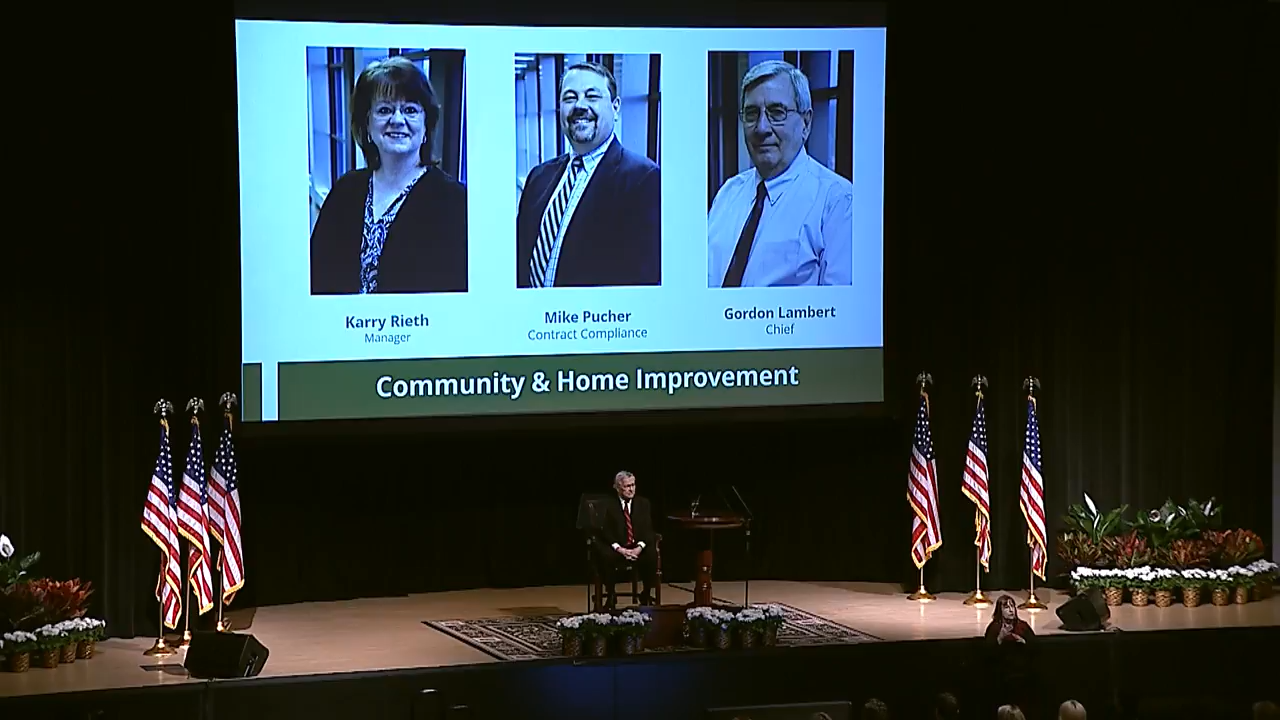 Karry Rieth
Manager
Mike Pucher
Contract Compliance
Gordon Lambert
Chief
Community & Home Improvement